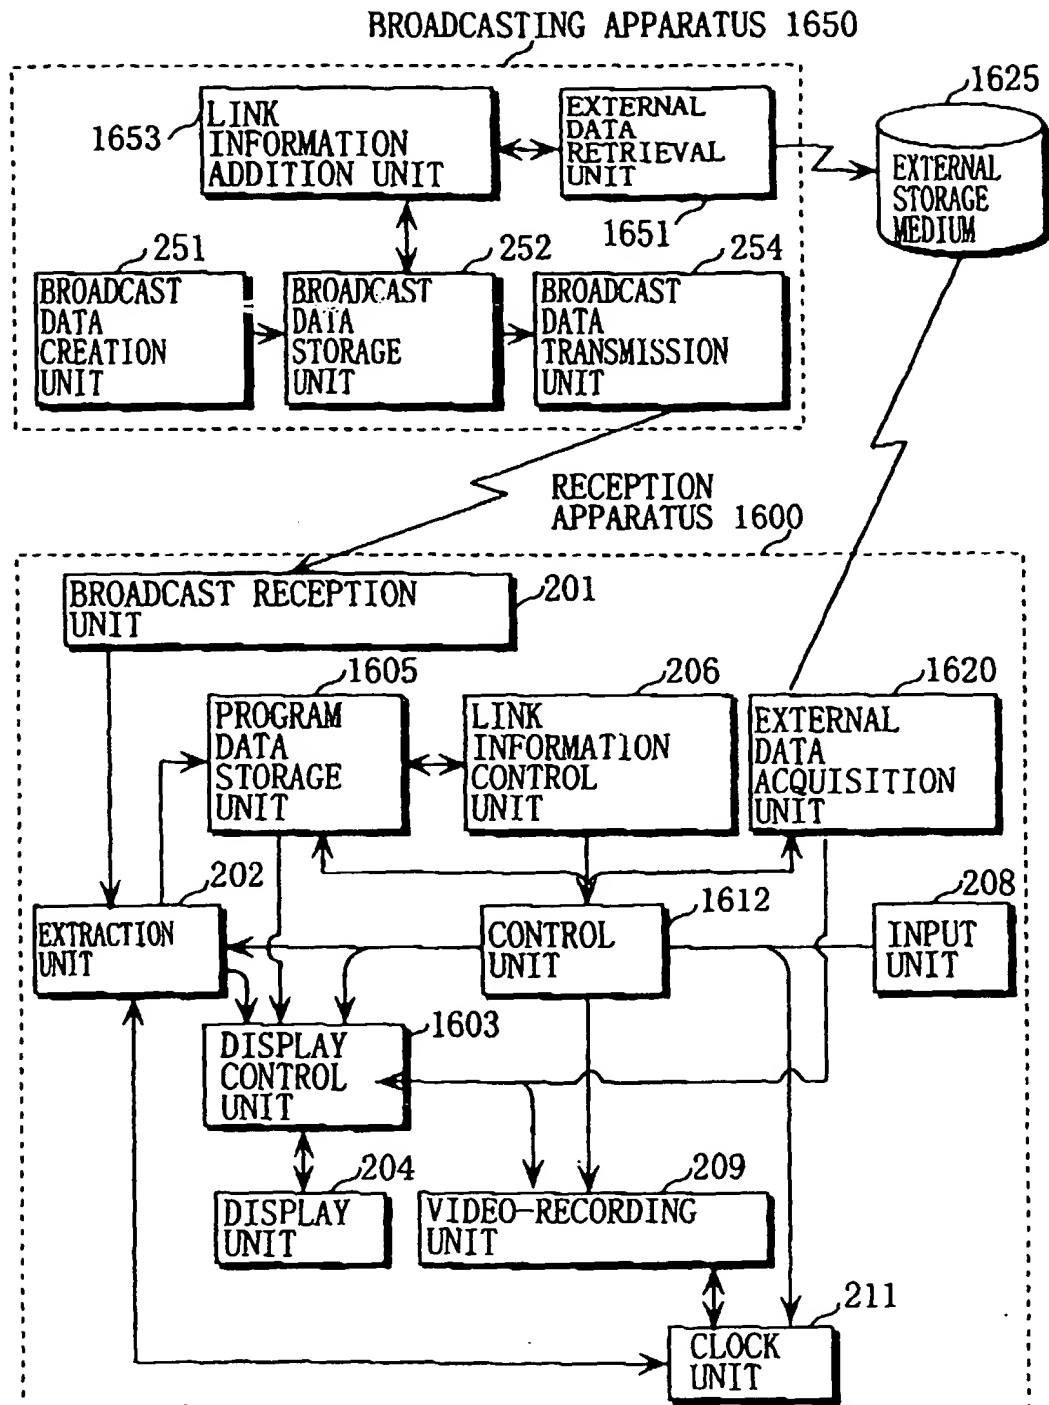 BROADCASTING APPARATUS 1650
1653
LINK
INFORMATION
ADDITION UNIT
EXTERNAL
DATA
RETRIEVAL
UNIT
1651
1625
EXTERNAL
STORAGE
MEDIUM
251
BROADCAST
DATA
CREATION
UNIT
252
BROADCAST
DATA
STORAGE
UNIT
254
BROADCAST
DATA
TRANSMISSION
UNIT
RECEPTION
APPARATUS 1600
BROADCAST RECEPTION
UNIT
201
1605
PROGRAM
DATA
STORAGE
UNIT
206
LINK
INFORMATION
CONTROL
UNIT
1620
EXTERNAL
DATA
ACQUISITION
UNIT
202
EXTRACTION
UNIT
1612
CONTROL
UNIT
208
INPUT
UNIT
1603
DISPLAY
CONTROL
UNIT
204
DISPLAY
UNIT
209
VIDEO-RECORDING
UNIT
211
CLOCK
UNIT